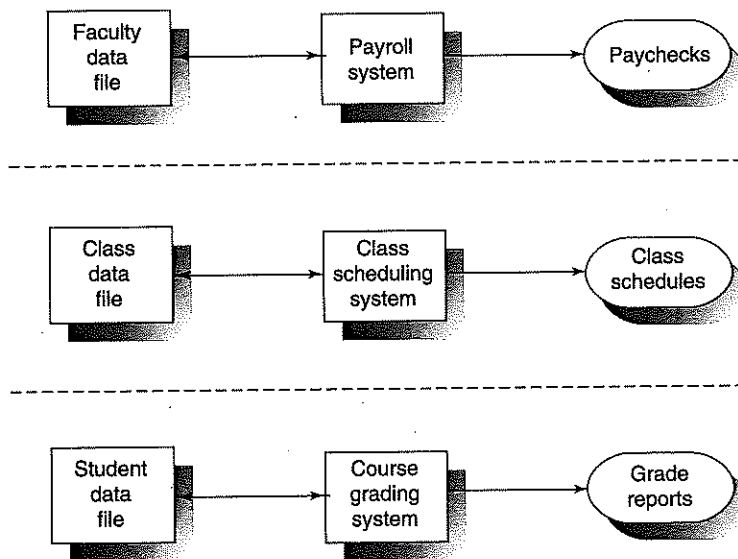 Faculty
data
file
Payroll
system
Paychecks
Class
data
file
Class
scheduling
system
Class
schedules
Student
data
file
Course
grading
system
Grade
reports